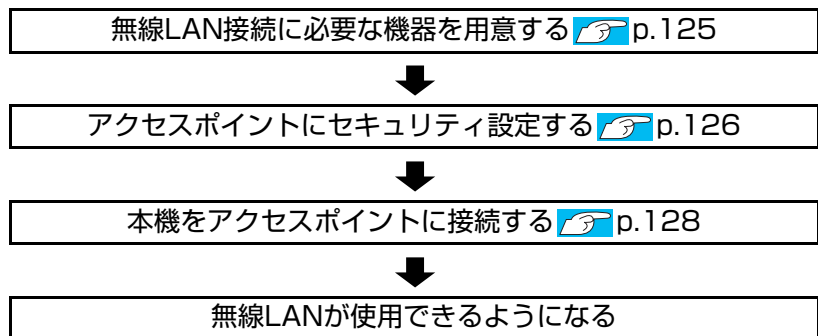 無線LAN接続に必要な機器を用意する p.125
アクセスポイントにセキュリティ設定する p.126
本機をアクセスポイントに接続する p.128
無線LANが使用できるようになる